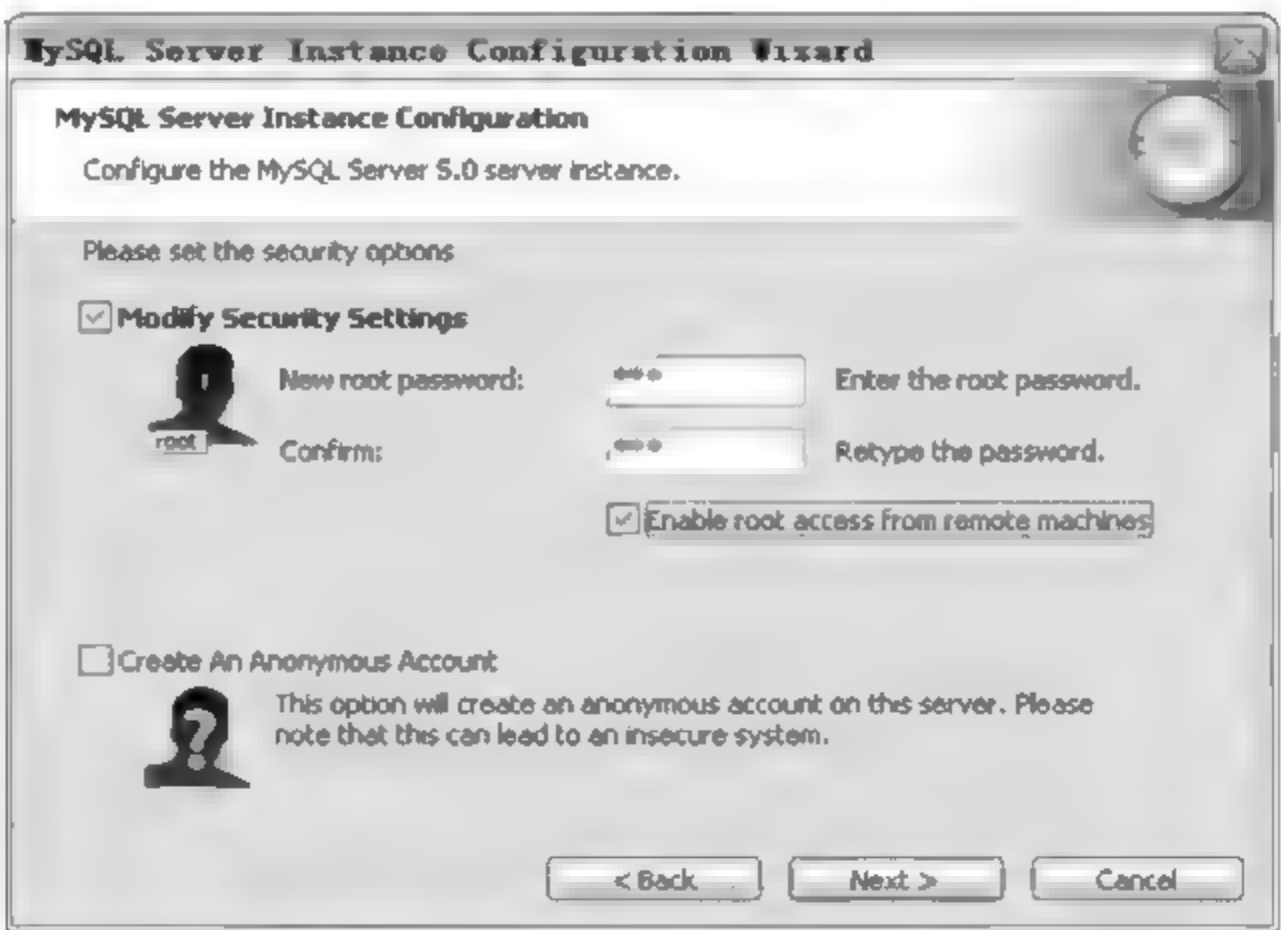 MySQL Server Instance Configuration Wizard
MySQL Server Instance Configuration
Configure the MySQL Server 5.0 server instance.
Please set the security options
Modify Security Settings
New root password: *** Enter the root password.
root
Confirm: *** Retype the password.
Enable root access from remote machines
Create An Anonymous Account
This option will create an anonymous account on this server. Please
note that this can lead to an insecure system.
< Back Next > Cancel